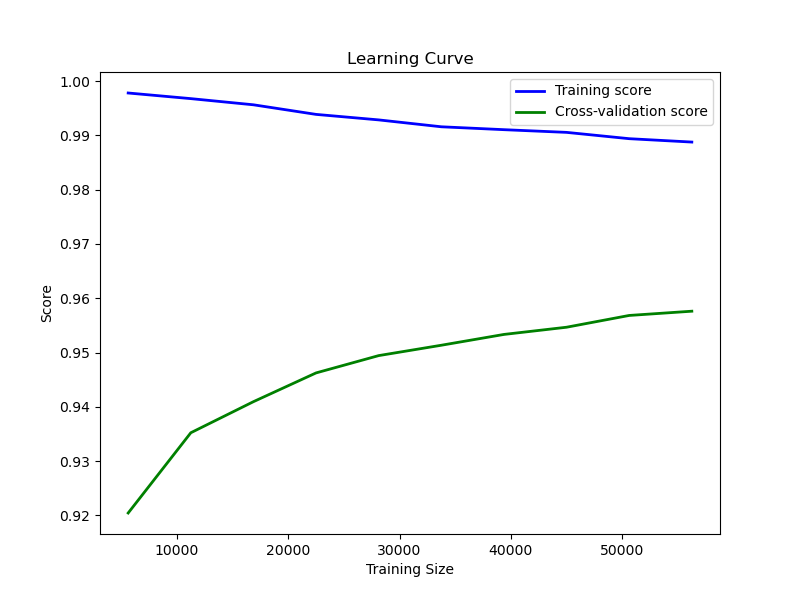 Learning Curve
1.00
0.99
0.98
0.97
0.96
0.95
0.94
0.93
0.92
Score
Training score
Cross-validation score
10000 20000 30000 40000 50000
Training Size